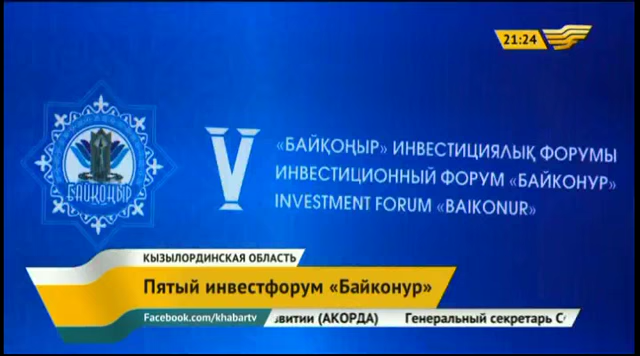 21:24
БАЙҚОҢЫР
V
«БАЙҚОҢЫР» ИНВЕСТИЦИЯЛЫҚ ФОРУМЫ
ИНВЕСТИЦИОННЫЙ ФОРУМ «БАЙКОНУР»
INVESTMENT FORUM «BAIKONUR»
КЫЗЫЛОРДИНСКАЯ ОБЛАСТЬ
Пятый инвестфорум «Байконур»
Facebook.com/khabartv
звитии (АКОРДА) Генеральный секретарь